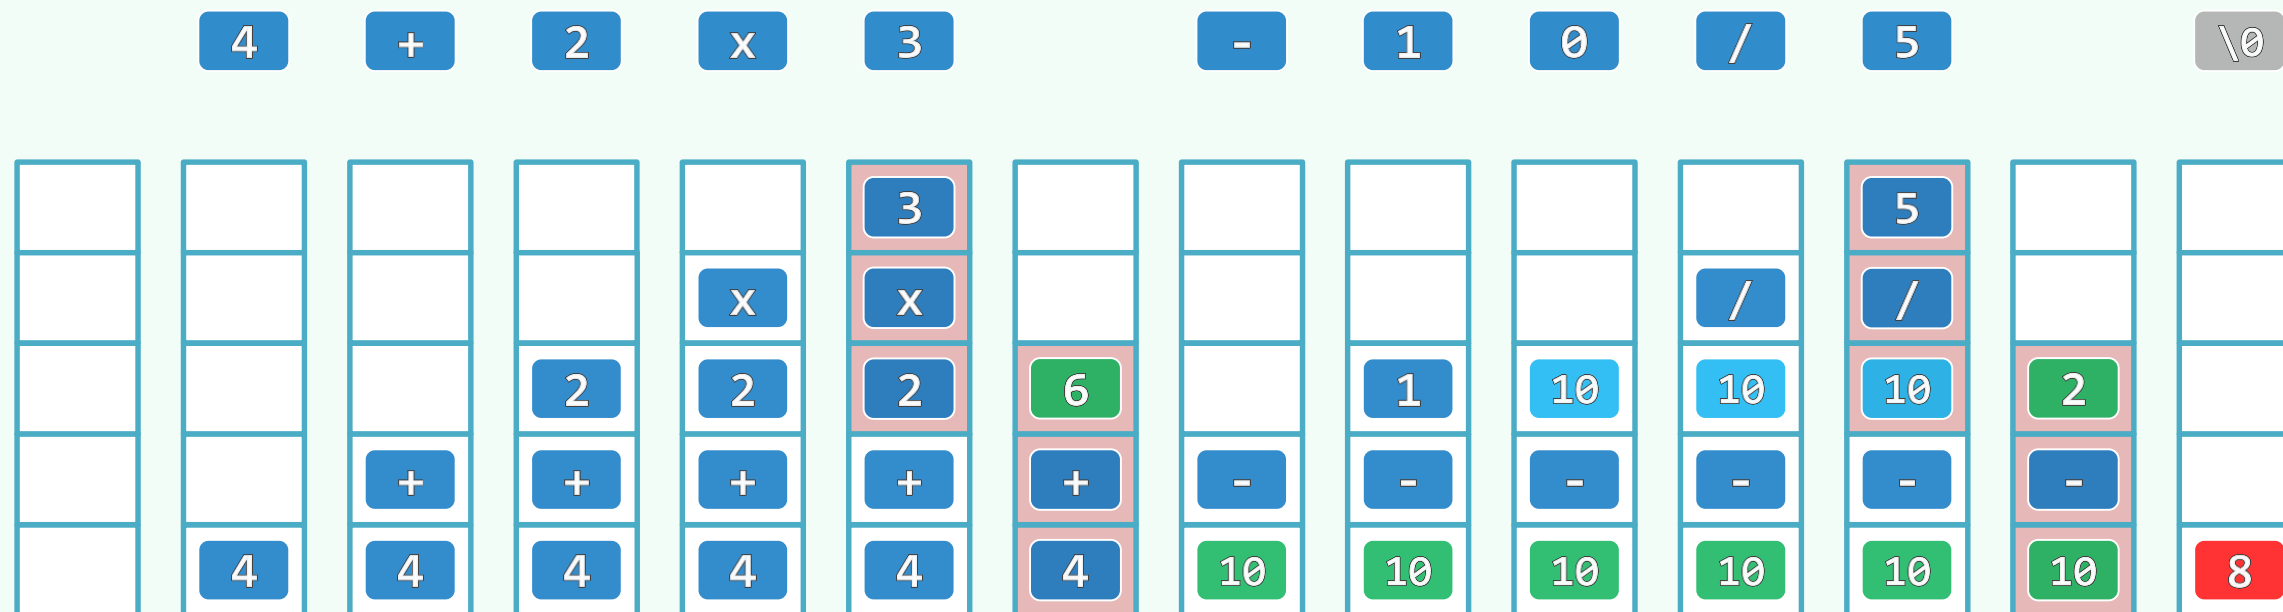 4 + 2 x 3 - 1 0 / 5 \0
3 5
x x / /
2 2 2 6 1 10 10 10 2
+ + + + + - - - - - -
4 4 4 4 4 4 10 10 10 10 10 10 8